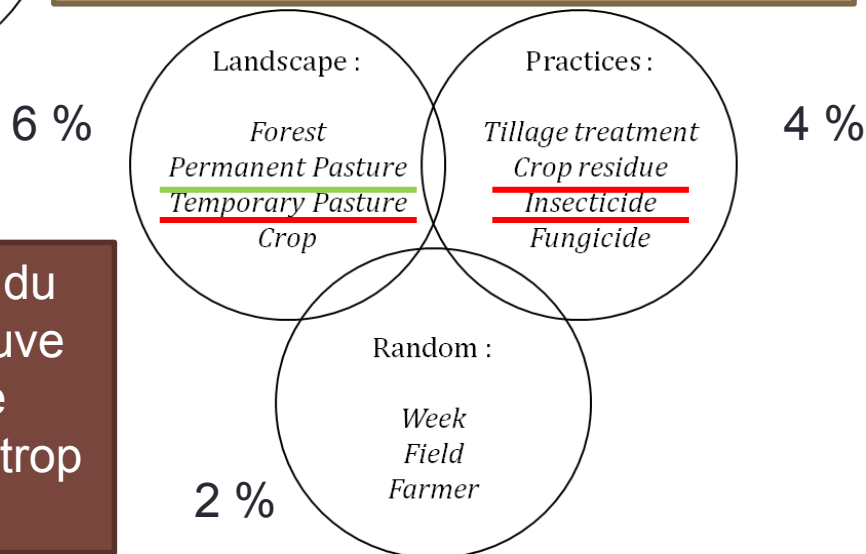 Landscape :
Forest
Permanent Pasture
Temporary Pasture
Crop
6 %
Practices :
Tillage treatment
Crop residue
Insecticide
Fungicide
4 %
du
uve
e
trop
Random :
Week
Field
Farmer
2 %